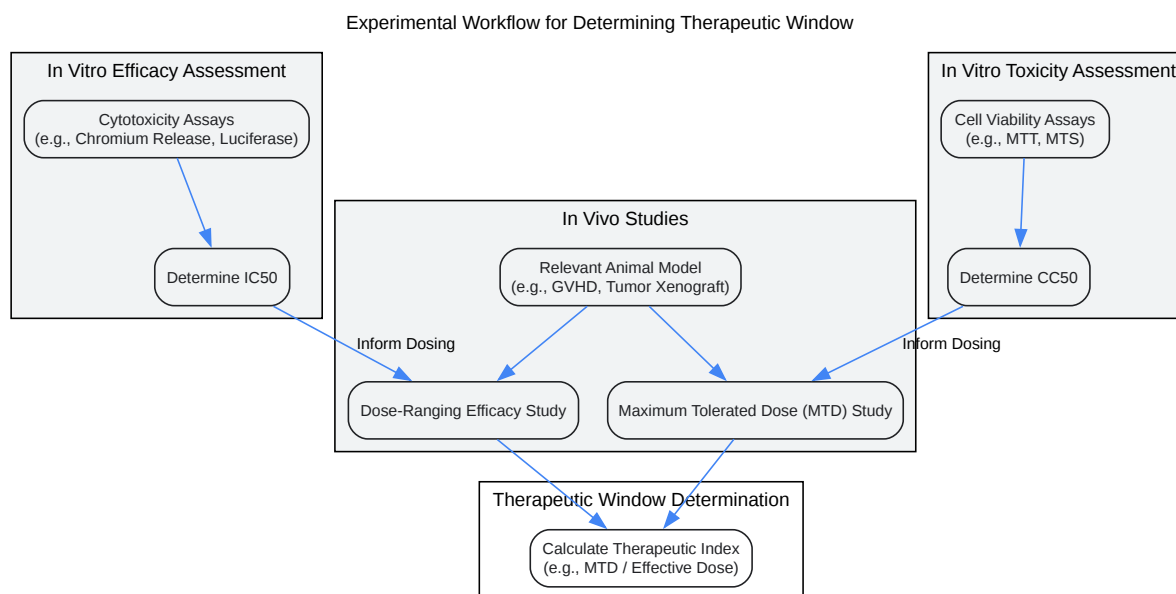 Experimental Workflow for Determining Therapeutic Window
In Vitro Efficacy Assessment
Cytotoxicity Assays
(e.g., Chromium Release, Luciferase)
Determine IC50
In Vitro Toxicity Assessment
Cell Viability Assays
(e.g., MTT, MTS)
Determine CC50
In Vivo Studies
Relevant Animal Model
(e.g., GVHD, Tumor Xenograft)
Inform Dosing
Inform Dosing
Dose-Ranging Efficacy Study
Maximum Tolerated Dose (MTD) Study
Therapeutic Window Determination
Calculate Therapeutic Index
(e.g., MTD / Effective Dose)